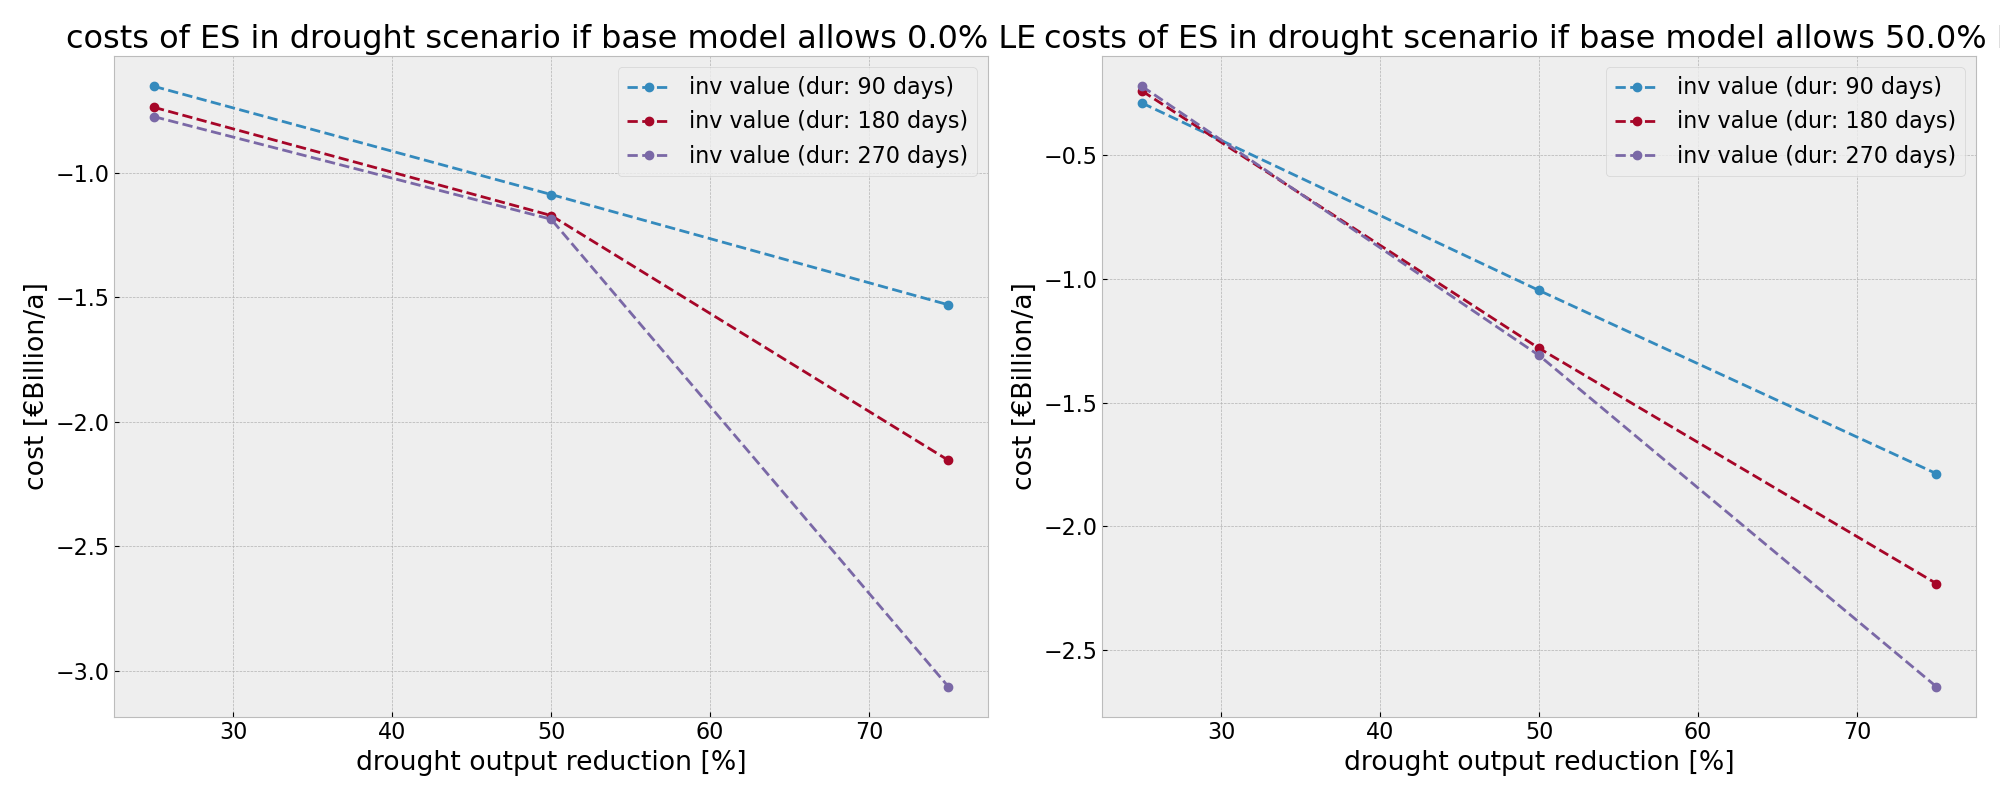 costs of ES in drought scenario if base model allows 0.0% LE
inv value (dur: 90 days)
inv value (dur: 180 days)
inv value (dur: 270 days)
cost [€Billion/a]
−1.0
−1.5
−2.0
−2.5
−3.0
30
40
50
60
70
drought output reduction [%]
costs of ES in drought scenario if base model allows 50.0%
inv value (dur: 90 days)
inv value (dur: 180 days)
inv value (dur: 270 days)
cost [€Billion/a]
−0.5
−1.0
−1.5
−2.0
−2.5
30
40
50
60
70
drought output reduction [%]